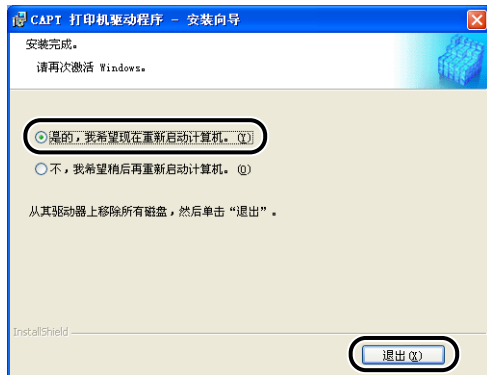 CAPT 打印机驱动程序 - 安装向导
安装完成。
请再次激活 Windows。
是的，我希望现在重新启动计算机。(Y)
不，我希望稍后再重新启动计算机。(O)
从其驱动器上移除所有磁盘，然后单击“退出”。
InstallShield
退出(X)